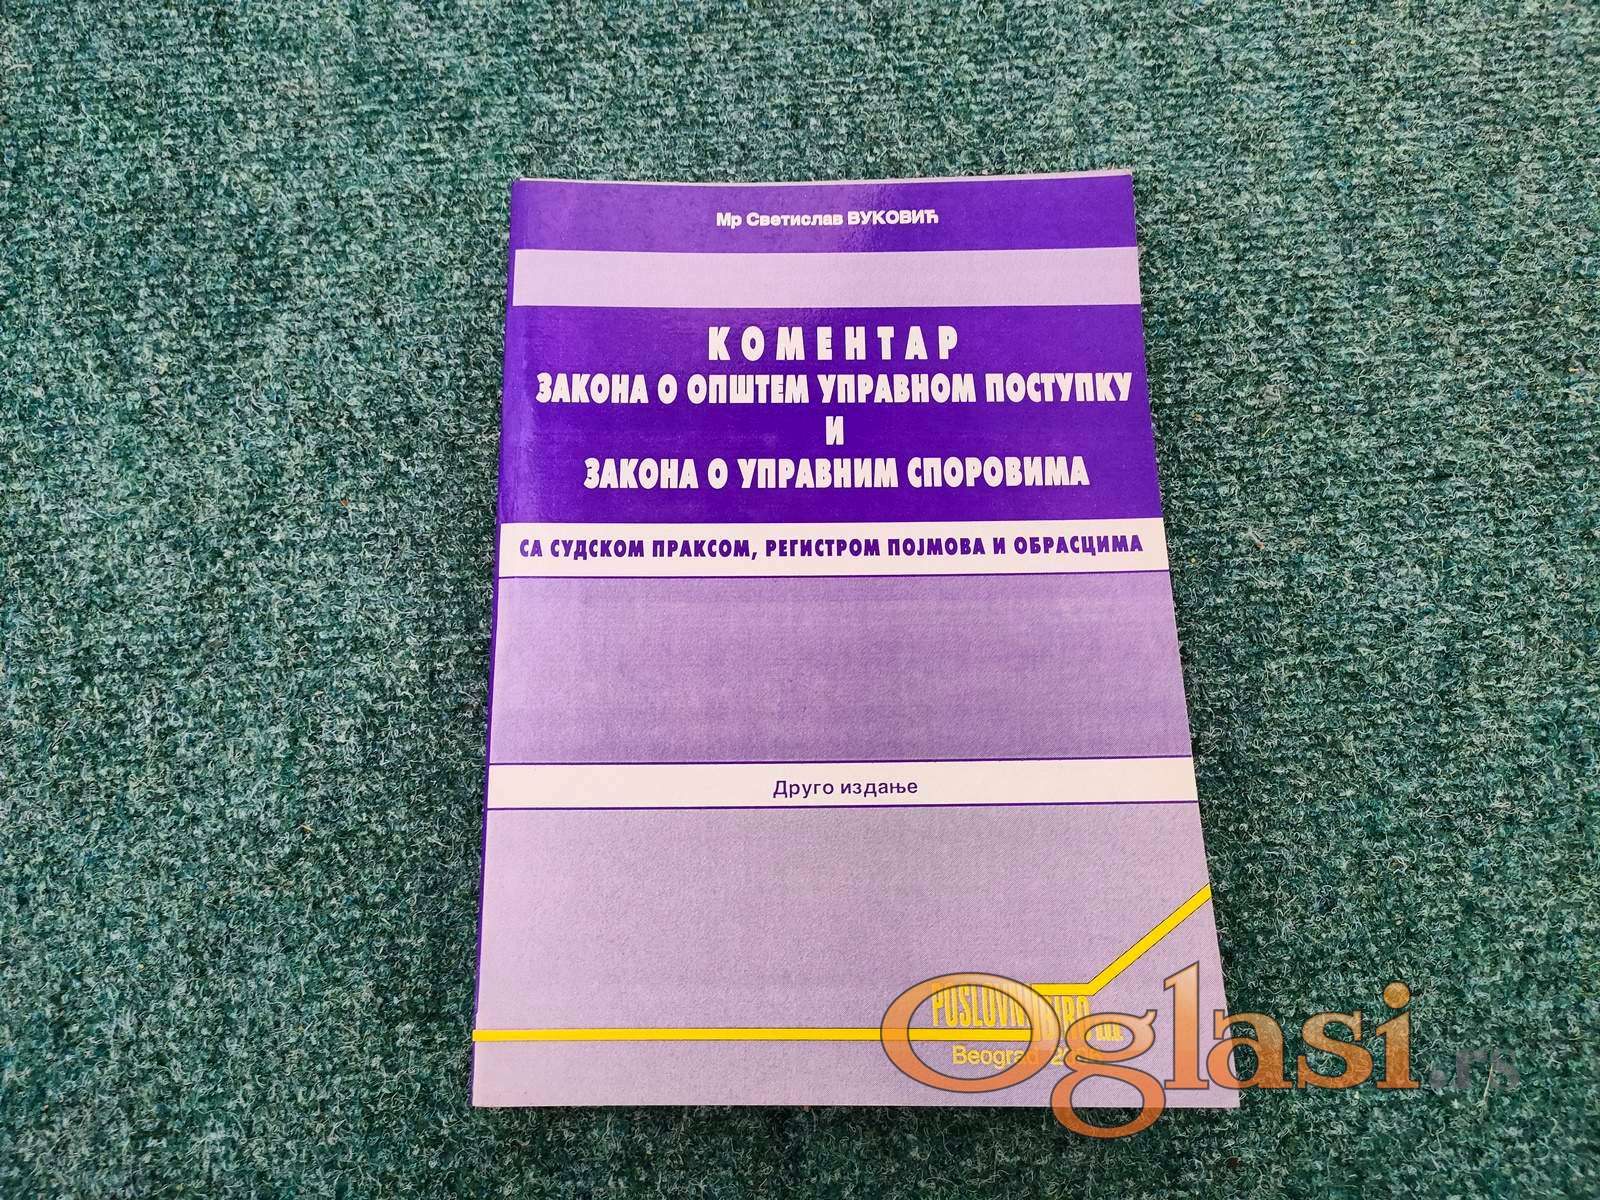 Мр Светислав ВУКОВИЋ
КОМЕНТАР
ЗАКОНА О ОПШТЕМ УПРАВНОМ ПОСТУПКУ
И
ЗАКОНА О УПРАВНИМ СПОРОВИМА
СА СУДСКОМ ПРАКСОМ, РЕГИСТРОМ ПОЈМОВА И ОБРАСЦИМА
Друго издање
Beograd
Oglasi.rs